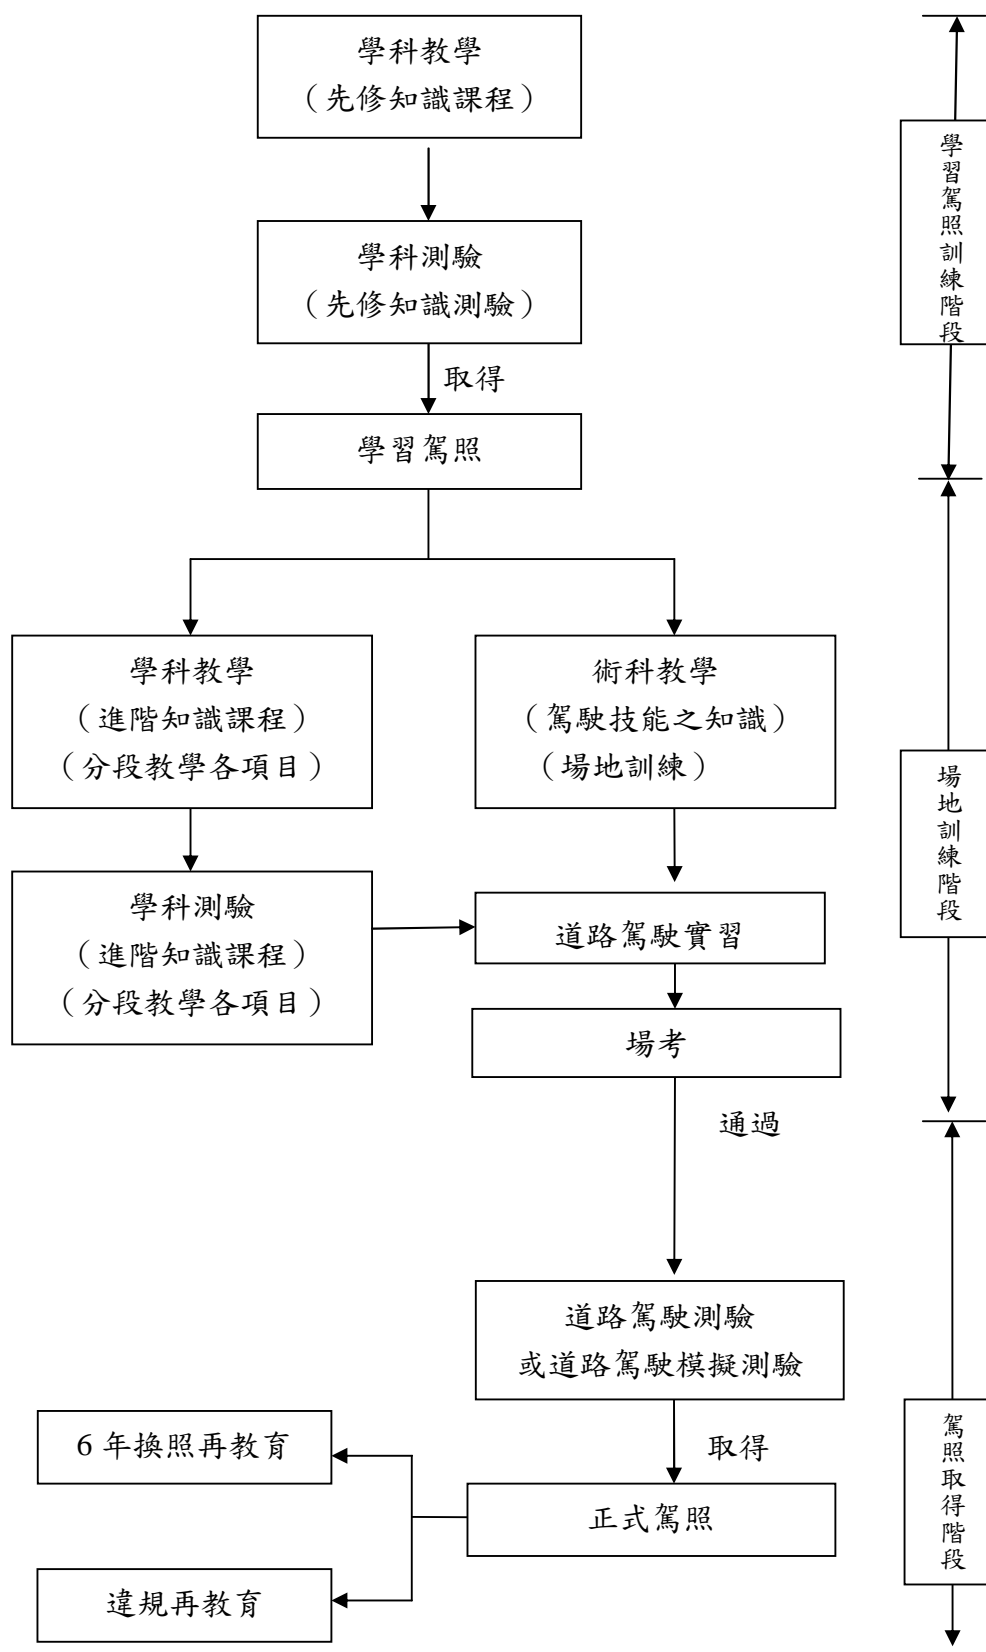 學科教學
（先修知識課程）
學科測驗
（先修知識測驗）
取得
學習駕照
學科教學
（進階知識課程）
（分段教學各項目）
術科教學
（駕駛技能之知識）
（場地訓練）
學科測驗
（進階知識課程）
（分段教學各項目）
道路駕駛實習
場考
通過
道路駕駛測驗
或道路駕駛模擬測驗
取得
正式駕照
6 年換照再教育
違規再教育
學習駕照訓練階段
場地訓練階段
駕照取得階段